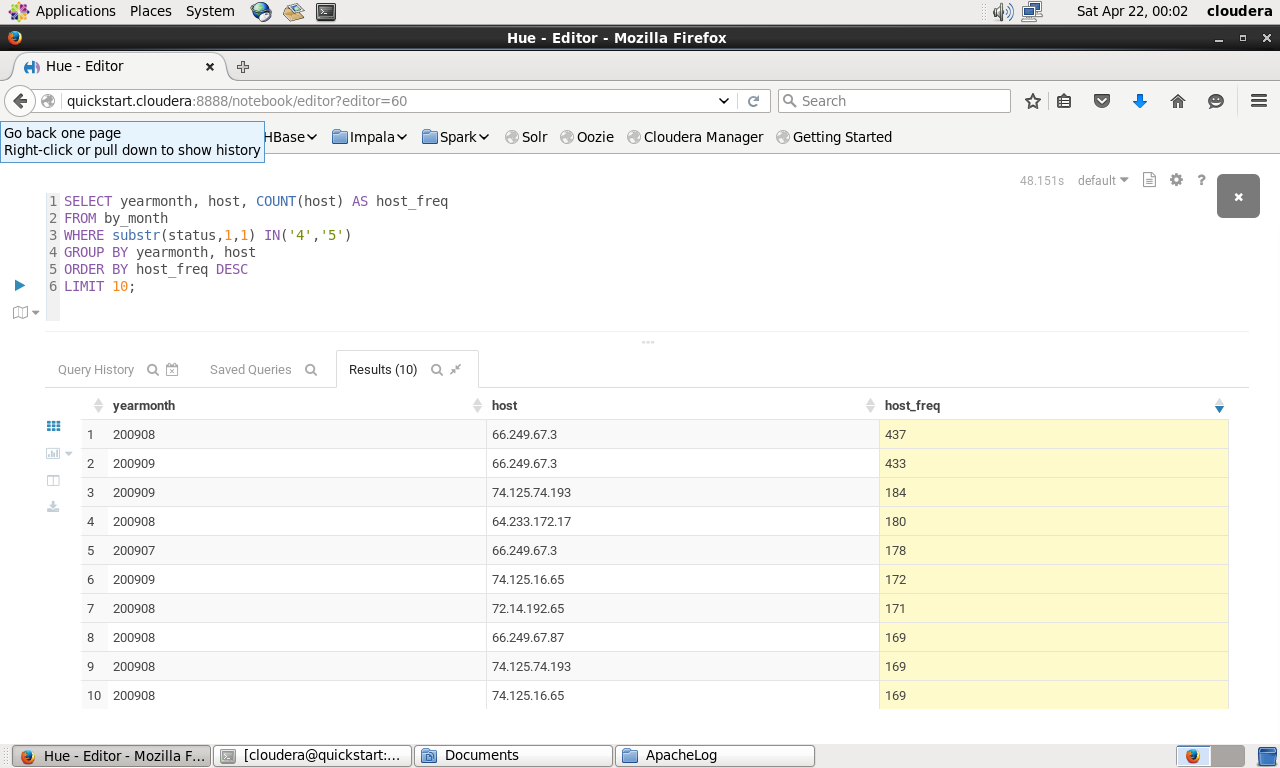 Applications Places System Sat Apr 22, 00:02 cloudera
Hue - Editor - Mozilla Firefox
Hue - Editor
quickstart.cloudera:8888/notebook/editor?editor=60 Search
Go back one page
Right-click or pull down to show history
HBase Impala Spark Solr Oozie Cloudera Manager Getting Started
48.151s default ?
1 SELECT yearmonth, host, COUNT(host) AS host_freq
2 FROM by_month
3 WHERE substr(status,1,1) IN('4','5')
4 GROUP BY yearmonth, host
5 ORDER BY host_freq DESC
6 LIMIT 10;
Query History Saved Queries Results (10)
yearmonth host host_freq
1 200908 66.249.67.3 437
2 200909 66.249.67.3 433
3 200909 74.125.74.193 184
4 200908 64.233.172.17 180
5 200907 66.249.67.3 178
6 200909 74.125.16.65 172
7 200908 72.14.192.65 171
8 200908 66.249.67.87 169
9 200908 74.125.74.193 169
10 200908 74.125.16.65 169
Hue - Editor - Mozilla F... [cloudera@quickstart:... Documents ApacheLog